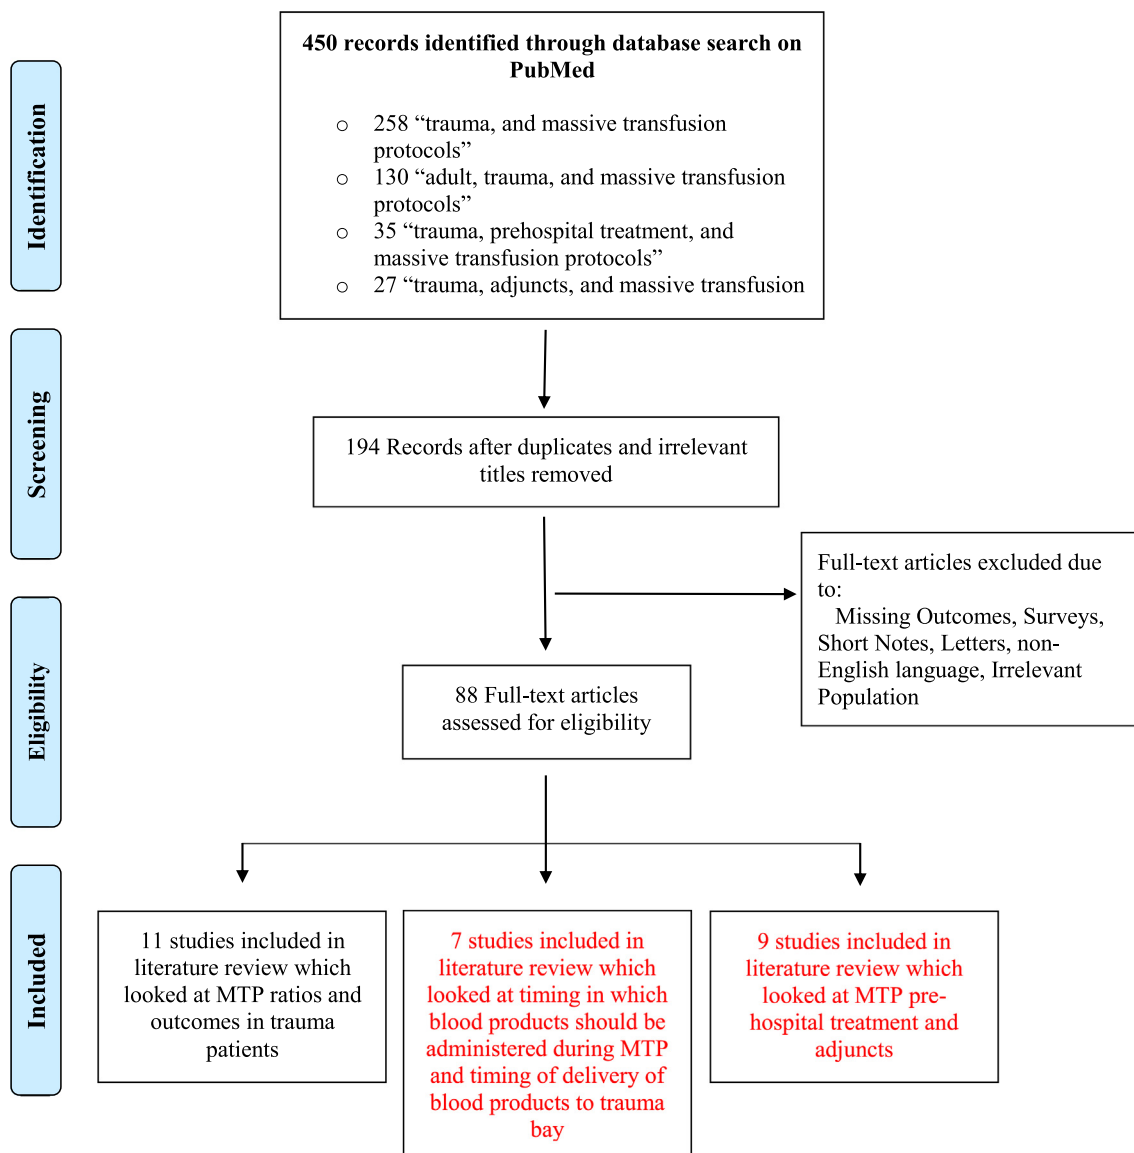 Identification
450 records identified through database search on
PubMed
o 258 “trauma, and massive transfusion
protocols”
o 130 “adult, trauma, and massive transfusion
protocols”
o 35 “trauma, prehospital treatment, and
massive transfusion protocols”
o 27 “trauma, adjuncts, and massive transfusion
Screening
194 Records after duplicates and irrelevant
titles removed
Full-text articles excluded due
to:
Missing Outcomes, Surveys,
Short Notes, Letters, non-
English language, Irrelevant
Population
Eligibility
88 Full-text articles
assessed for eligibility
Included
11 studies included in
literature review which
looked at MTP ratios and
outcomes in trauma
patients
7 studies included in
literature review which
looked at timing in which
blood products should be
administered during MTP
and timing of delivery of
blood products to trauma
bay
9 studies included in
literature review which
looked at MTP pre-
hospital treatment and
adjuncts